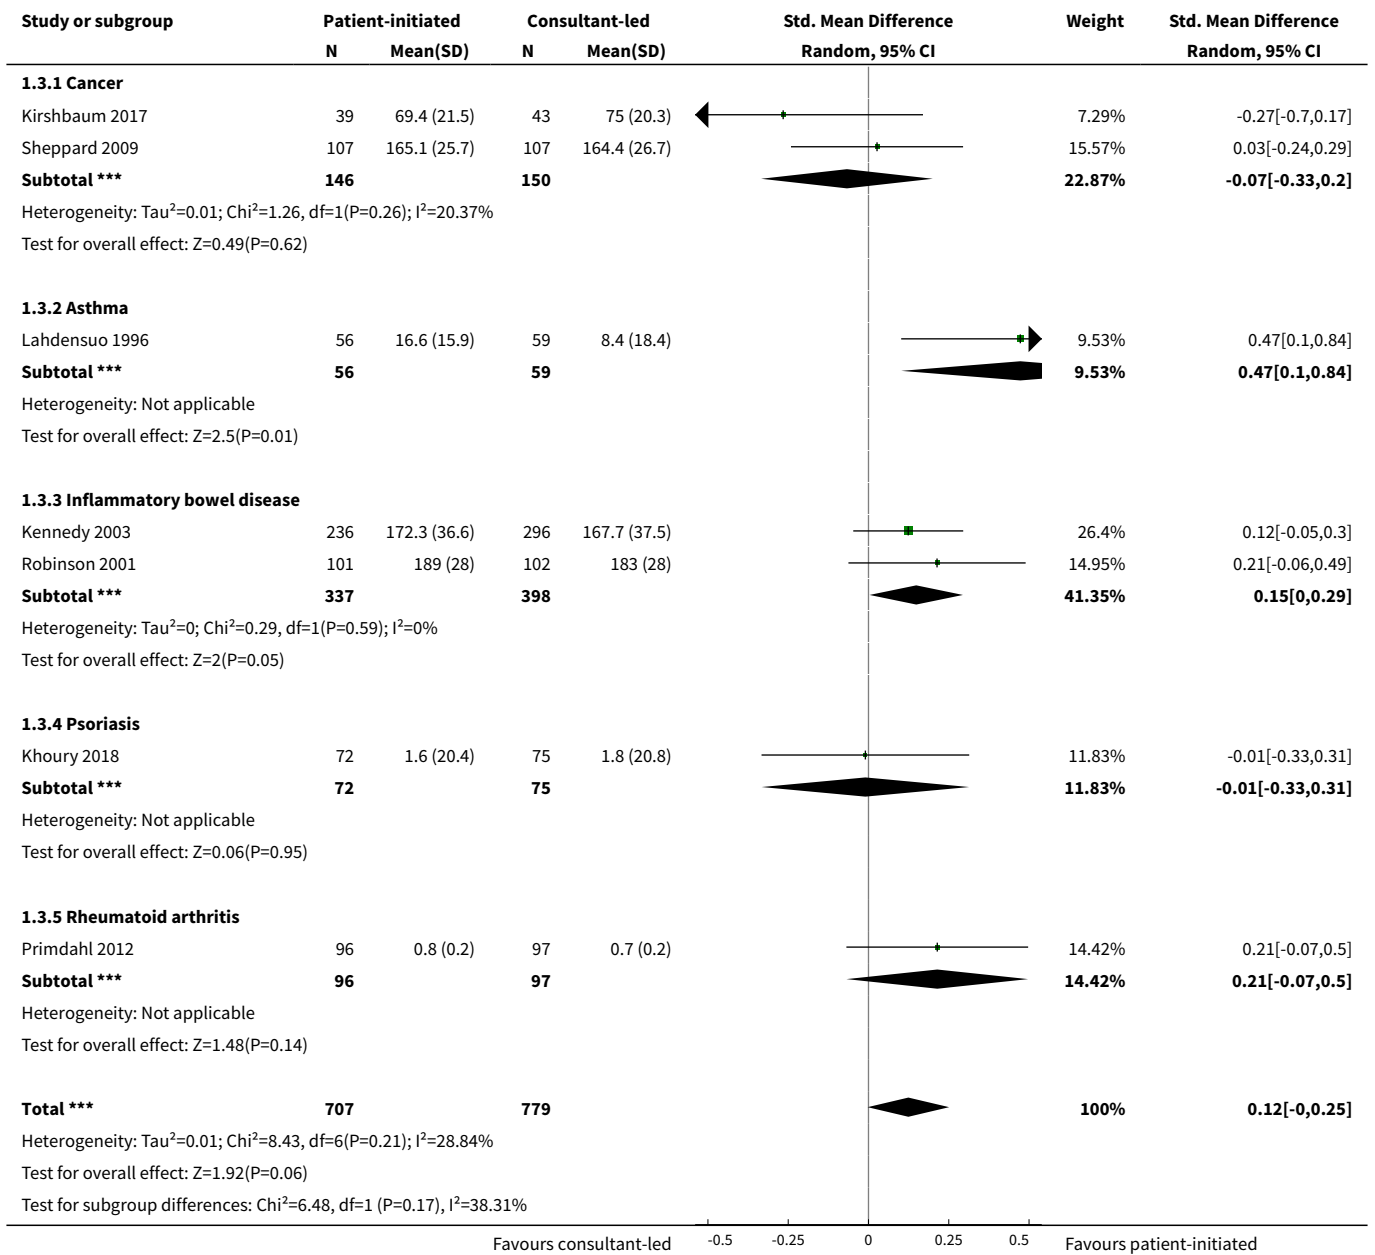 Study or subgroup Patient-initiated Consultant-led Std. Mean Difference Weight Std. Mean Difference
N Mean(SD) N Mean(SD) Random, 95% CI Random, 95% CI
1.3.1 Cancer
Kirshbaum 2017 39 69.4 (21.5) 43 75 (20.3) 7.29% -0.27[-0.7,0.17]
Sheppard 2009 107 165.1 (25.7) 107 164.4 (26.7) 15.57% 0.03[-0.24,0.29]
Subtotal *** 146 150 22.87% -0.07[-0.33,0.2]
Heterogeneity: Tau²=0.01; Chi²=1.26, df=1(P=0.26); I²=20.37%
Test for overall effect: Z=0.49(P=0.62)
1.3.2 Asthma
Lahdensuo 1996 56 16.6 (15.9) 59 8.4 (18.4) 9.53% 0.47[0.1,0.84]
Subtotal *** 56 59 9.53% 0.47[0.1,0.84]
Heterogeneity: Not applicable
Test for overall effect: Z=2.5(P=0.01)
1.3.3 Inflammatory bowel disease
Kennedy 2003 236 172.3 (36.6) 296 167.7 (37.5) 26.4% 0.12[-0.05,0.3]
Robinson 2001 101 189 (28) 102 183 (28) 14.95% 0.21[-0.06,0.49]
Subtotal *** 337 398 41.35% 0.15[0,0.29]
Heterogeneity: Tau²=0; Chi²=0.29, df=1(P=0.59); I²=0%
Test for overall effect: Z=2(P=0.05)
1.3.4 Psoriasis
Khoury 2018 72 1.6 (20.4) 75 1.8 (20.8) 11.83% -0.01[-0.33,0.31]
Subtotal *** 72 75 11.83% -0.01[-0.33,0.31]
Heterogeneity: Not applicable
Test for overall effect: Z=0.06(P=0.95)
1.3.5 Rheumatoid arthritis
Primdahl 2012 96 0.8 (0.2) 97 0.7 (0.2) 14.42% 0.21[-0.07,0.5]
Subtotal *** 96 97 14.42% 0.21[-0.07,0.5]
Heterogeneity: Not applicable
Test for overall effect: Z=1.48(P=0.14)
Total *** 707 779 100% 0.12[-0,0.25]
Heterogeneity: Tau²=0.01; Chi²=8.43, df=6(P=0.21); I²=28.84%
Test for overall effect: Z=1.92(P=0.06)
Test for subgroup differences: Chi²=6.48, df=1 (P=0.17), I²=38.31%
Favours consultant-led -0.5 -0.25 0 0.25 0.5 Favours patient-initiated